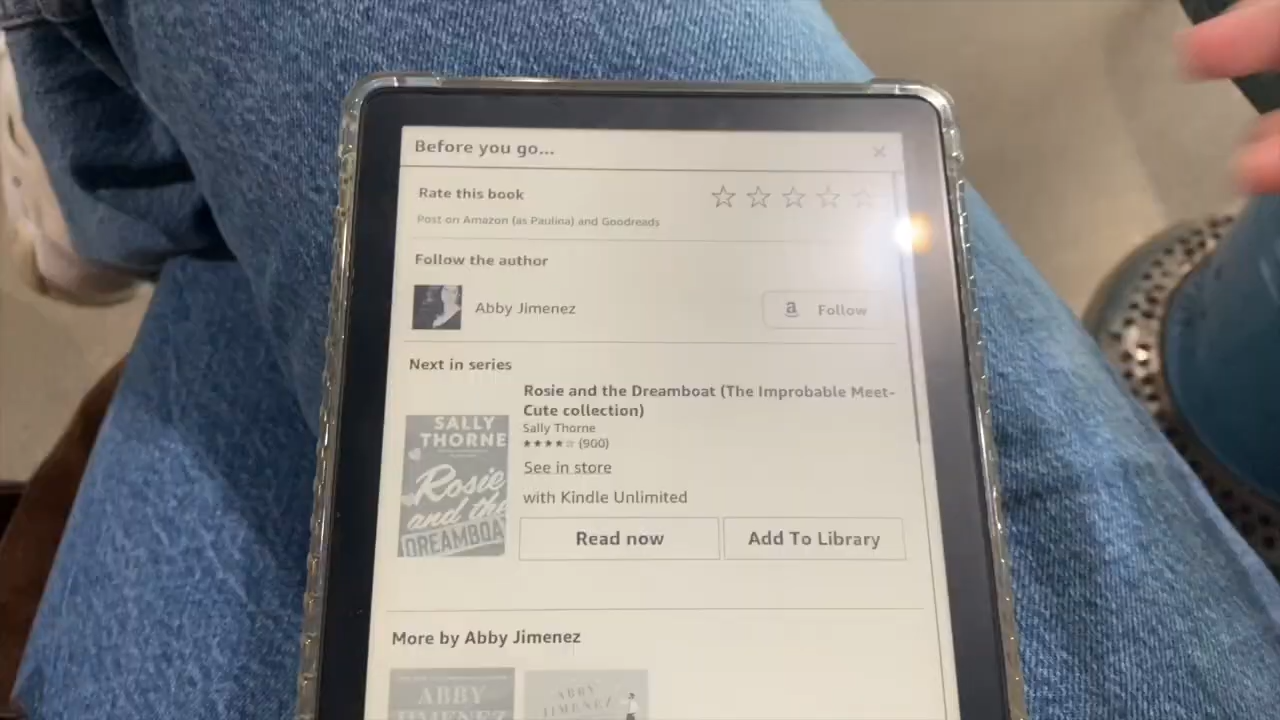 Before you go...
Rate this book
Post on Amazon (as Paulina) and Goodreads
Follow the author
Abby Jimenez
a Follow
Next in series
Rosie and the Dreamboat (The Improbable Meet-
Cute collection)
Sally Thorne
(900)
See in store
with Kindle Unlimited
Read now
Add To Library
SALLY
THORNE
Rosie
and the
DREAMBOAT
More by Abby Jimenez
ABBY
JIMENEZ
ABBY
JIMENEZ